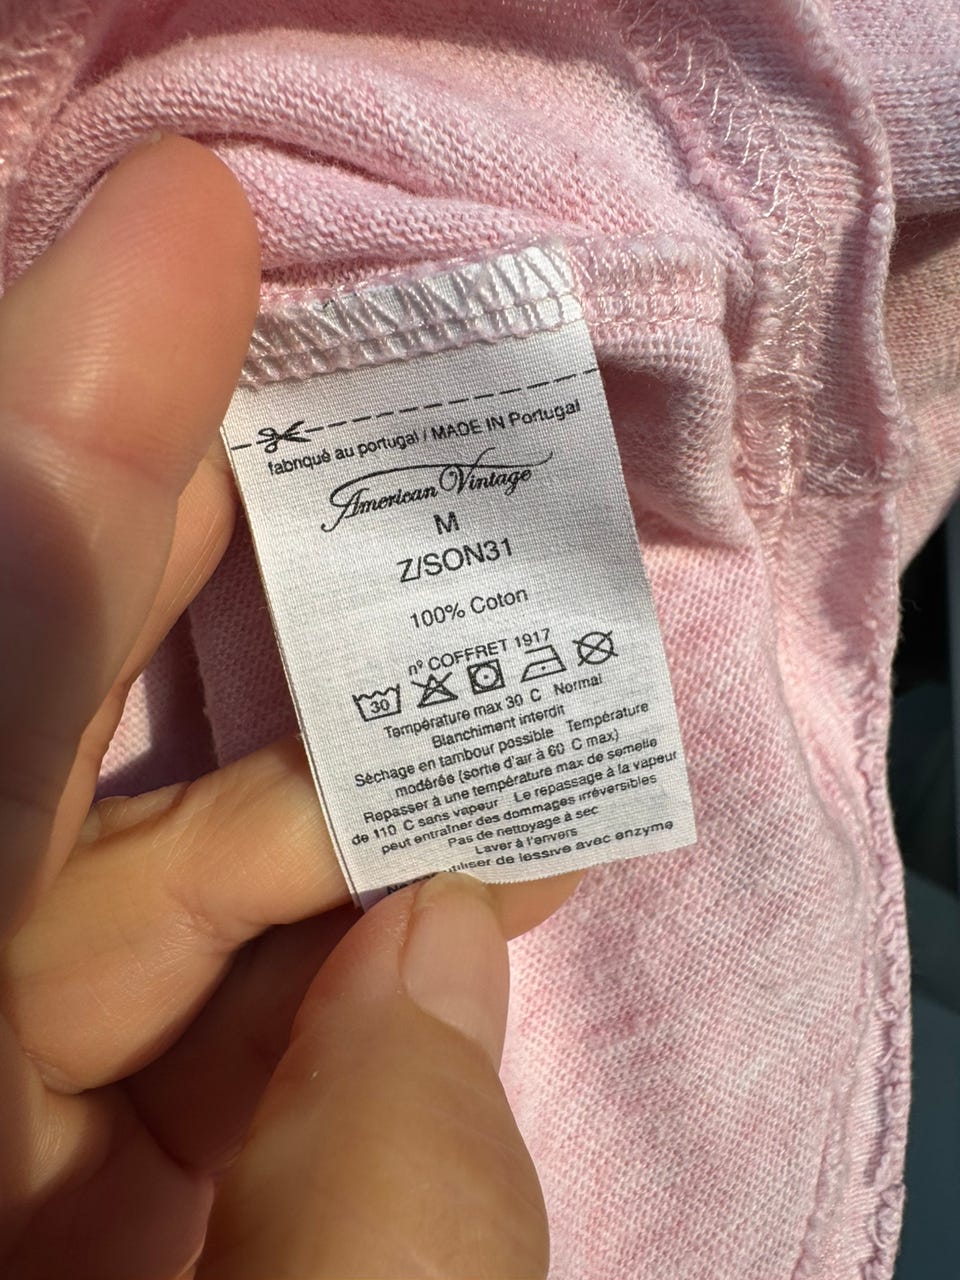 fabriqué au portugal / MADE IN Portugal
American Vintage
M
Z/SON31
100% Coton
n° COFFRET 1917
30
Température max 30 C Normal
Blanchiment interdit
Séchage en tambour possible Température
modérée (sortie d'air à 60 C max)
Repasser à une température max de semelle
de 110 C sans vapeur Le repassage à la vapeur
peut entraîner des dommages irréversibles
Pas de nettoyage à sec
Laver à l'envers
utiliser de lessive avec enzyme